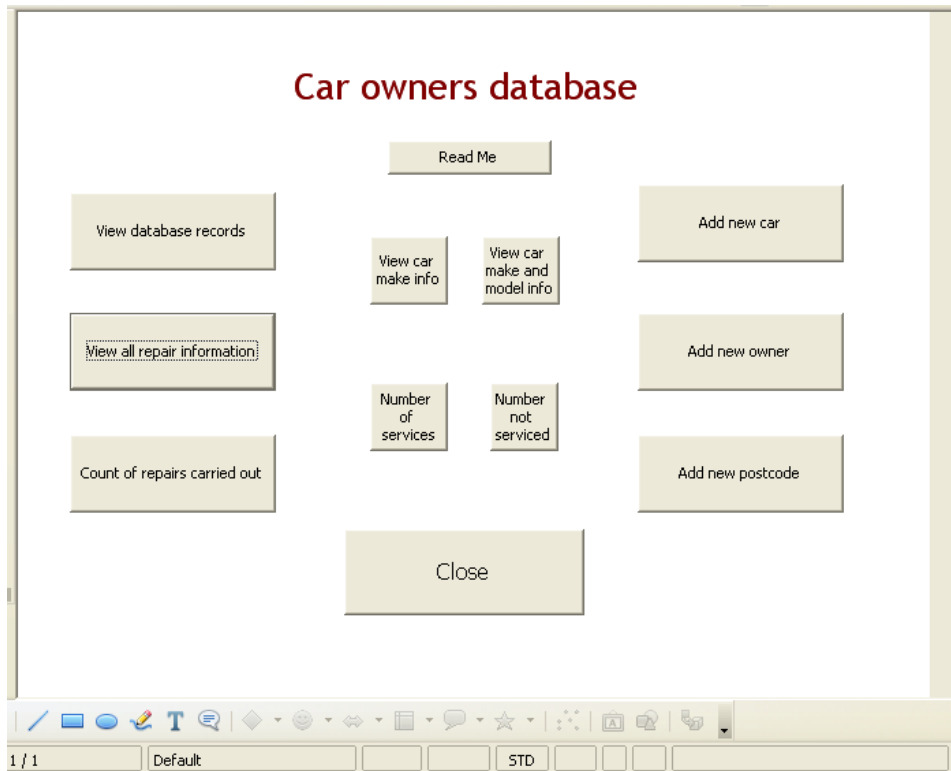 Car owners database
Read Me
View database records
View car
make info
View car
make and
model info
Add new car
View all repair information
Add new owner
Number
of
services
Number
not
serviced
Count of repairs carried out
Add new postcode
Close
T
A
1 / 1
Default
STD